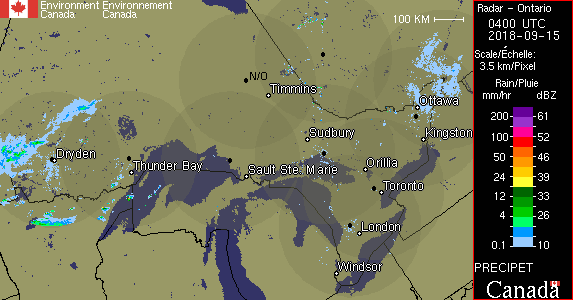 Environment Environnement
Canada Canada
100 KM
N/O
Timmins
Ottawa
Sudbury
Kingston
Dryden
Thunder Bay
Sault Ste. Marie
Orillia
Toronto
London
Windsor
Radar - Ontario
0400 UTC
2018-09-15
Scale/Échelle:
3.5 km/Pixel
Rain/Pluie
mm/hr dBZ
200 61
100 52
50 46
24 39
12 33
4 26
0.1 10
PRECIPET
Canada